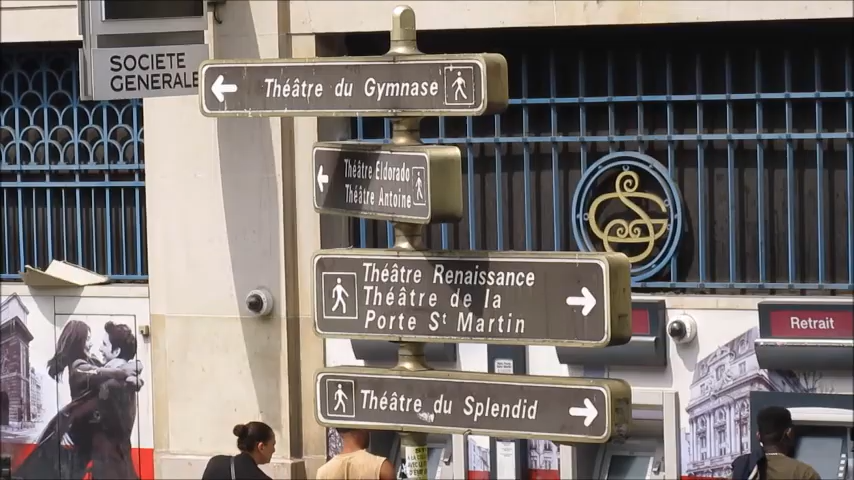 SOCIETE
GENERALE
Théâtre du Gymnase
Théâtre Eldorado
Théâtre Antoine
Théâtre Renaissance
Théâtre de la
Porte St Martin
Retrait
Théâtre du Splendid